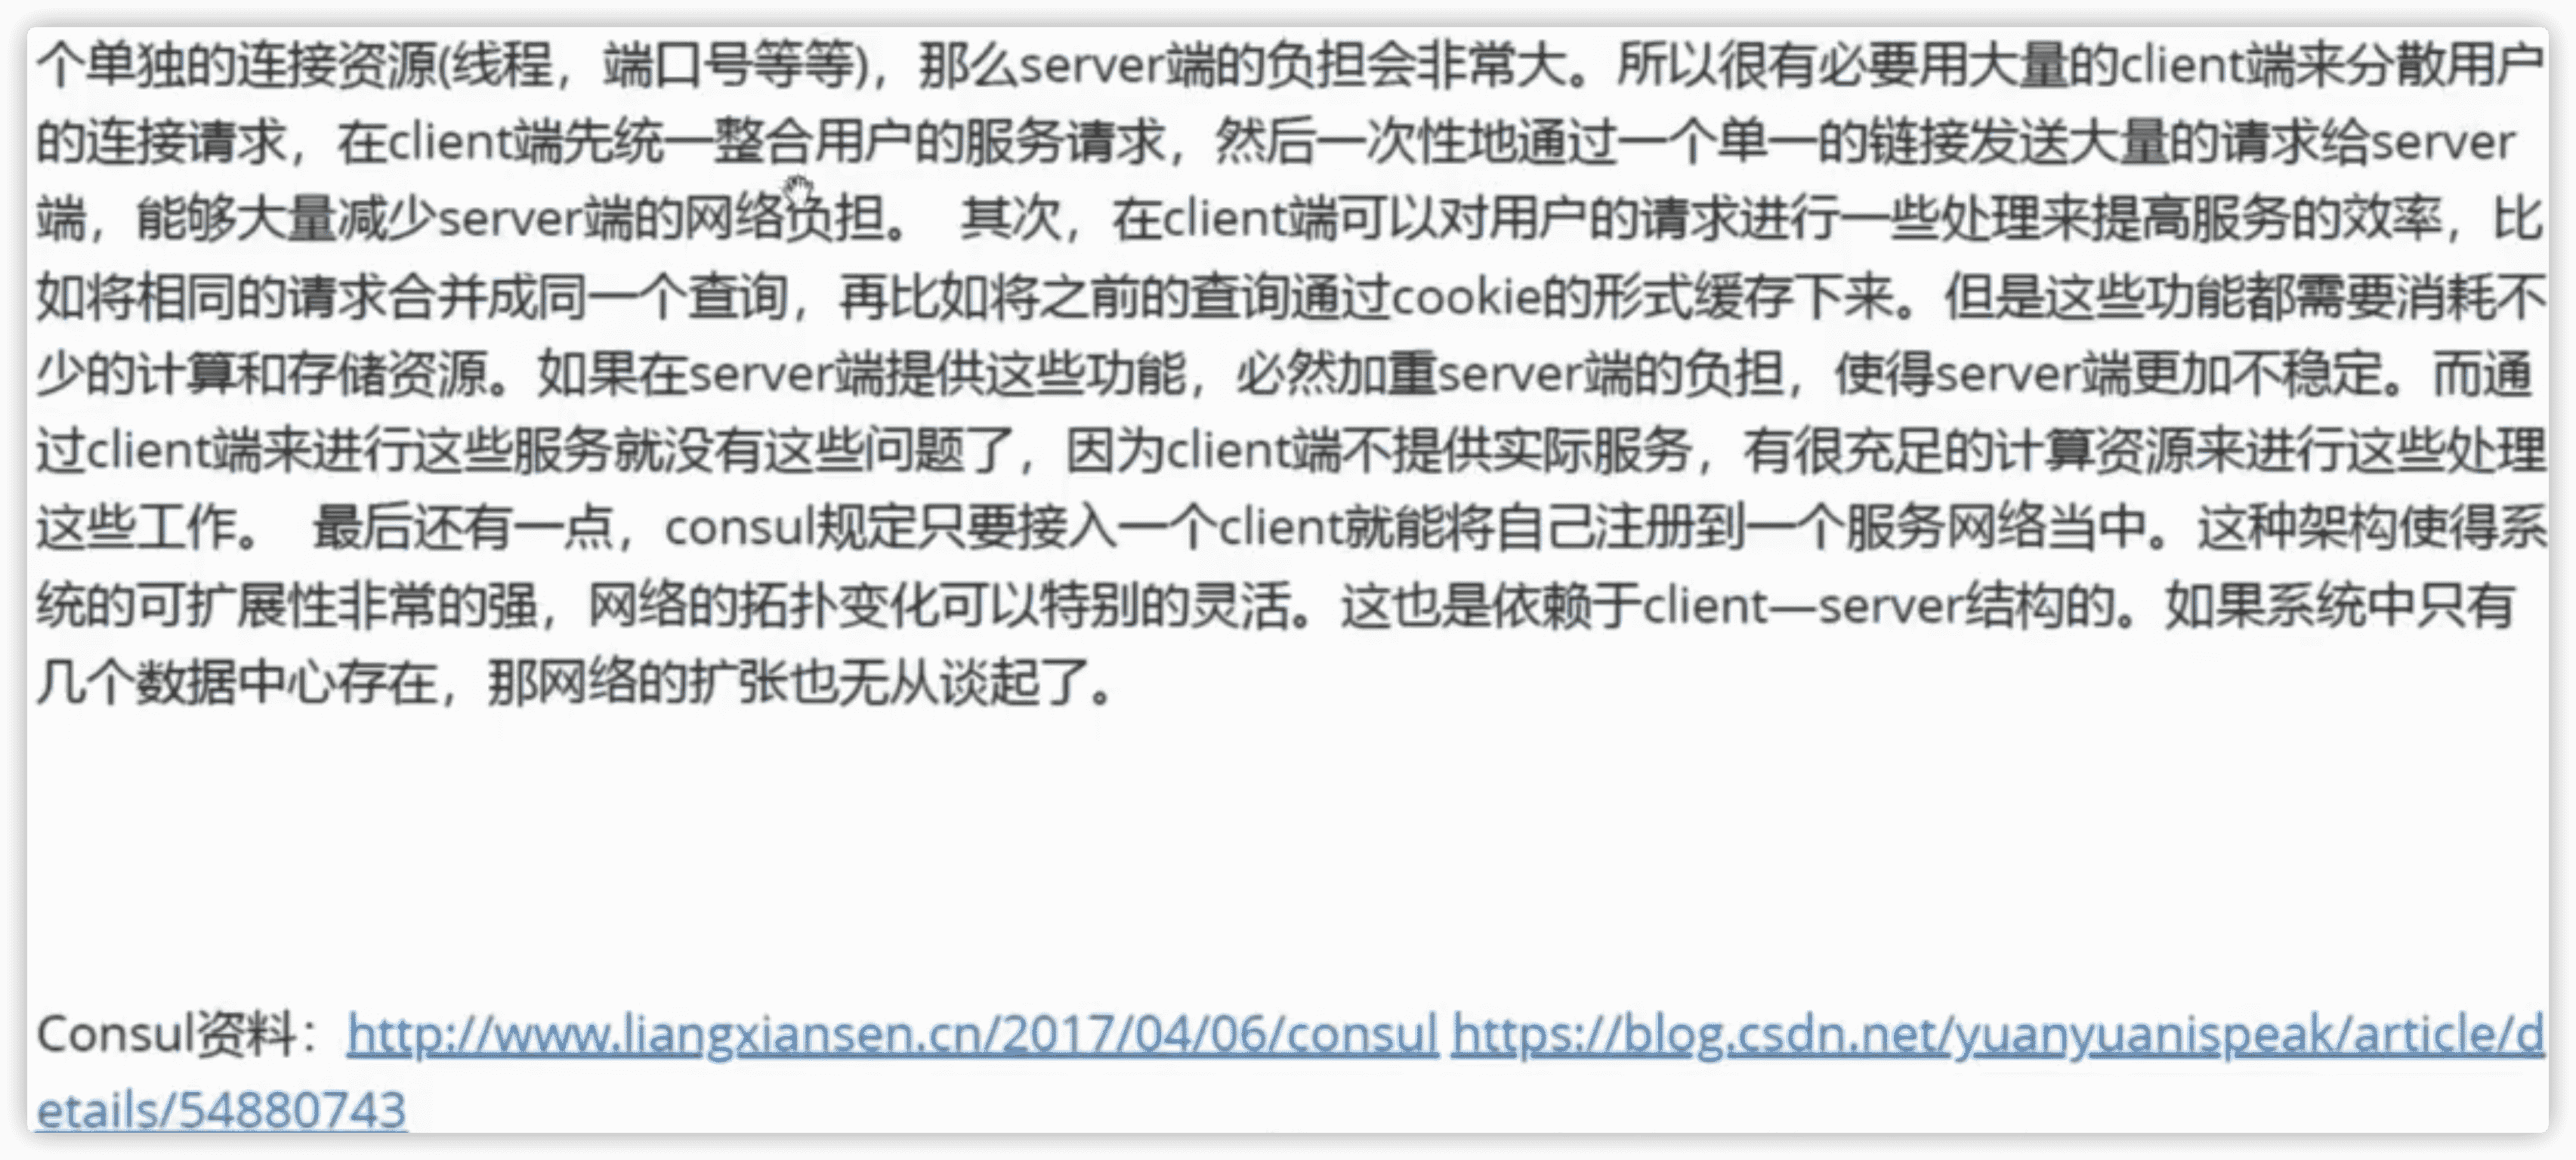 个单独的连接资源(线程，端口号等等)，那么server端的负担会非常大。所以很有必要用大量的client端来分散用户
的连接请求，在client端先统一整合用户的服务请求，然后一次性地通过一个单一的链接发送大量的请求给server
端，能够大量减少server端的网络负担。 其次，在client端可以对用户的请求进行一些处理来提高服务的效率，比
如将相同的请求合并成同一个查询，再比如将之前的查询通过cookie的形式缓存下来。但是这些功能都需要消耗不
少的计算和存储资源。如果在server端提供这些功能，必然加重server端的负担，使得server端更加不稳定。而通
过client端来进行这些服务就没有这些问题了，因为client端不提供实际服务，有很充足的计算资源来进行这些处理
这些工作。 最后还有一点，consul规定只要接入一个client就能将自己注册到一个服务网络当中。这种架构使得系
统的可扩展性非常的强，网络的拓扑变化可以特别的灵活。这也是依赖于client—server结构的。如果系统中只有
几个数据中心存在，那网络的扩张也无从谈起了。
Consul资料：http://www.liangxiansen.cn/2017/04/06/consul https://blog.csdn.net/yuanyuanispeak/article/d
etails/54880743